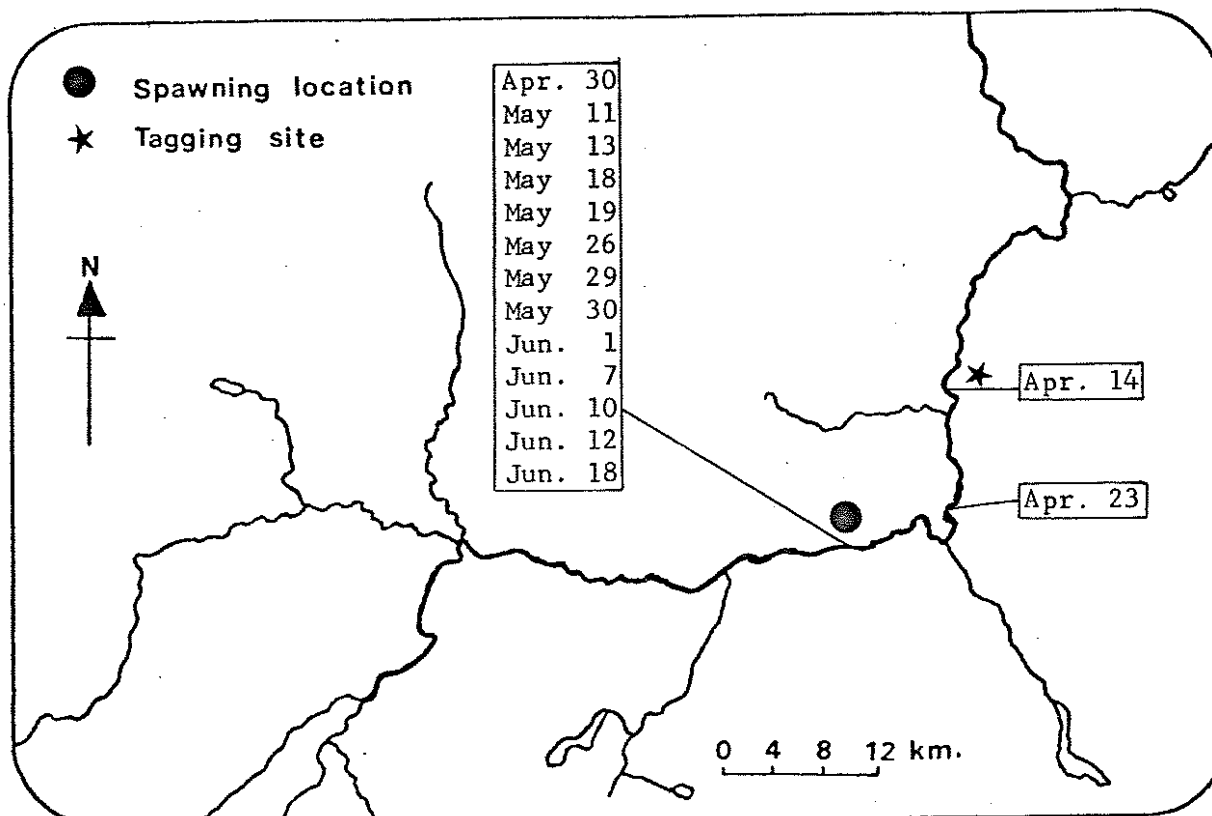 Spawning location
Tagging site
Apr. 30
May 11
May 13
May 18
May 19
May 26
May 29
May 30
Jun. 1
Jun. 7
Jun. 10
Jun. 12
Jun. 18
N
Apr. 14
Apr. 23
0 4 8 12 km.